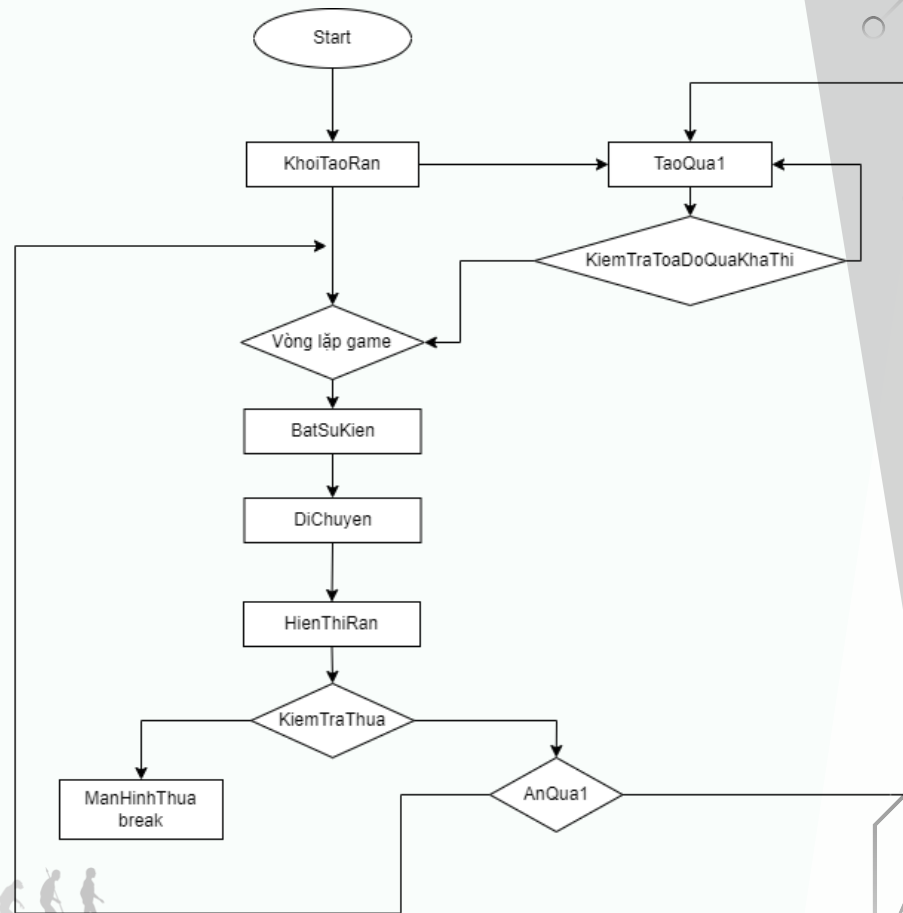 Start
KhoiTaoRan
TaoQua1
KiemTraToaDoQuaKhaThi
Vòng lặp game
BatSuKien
DiChuyen
HienThiRan
KiemTraThua
ManHinhThua
break
AnQua1